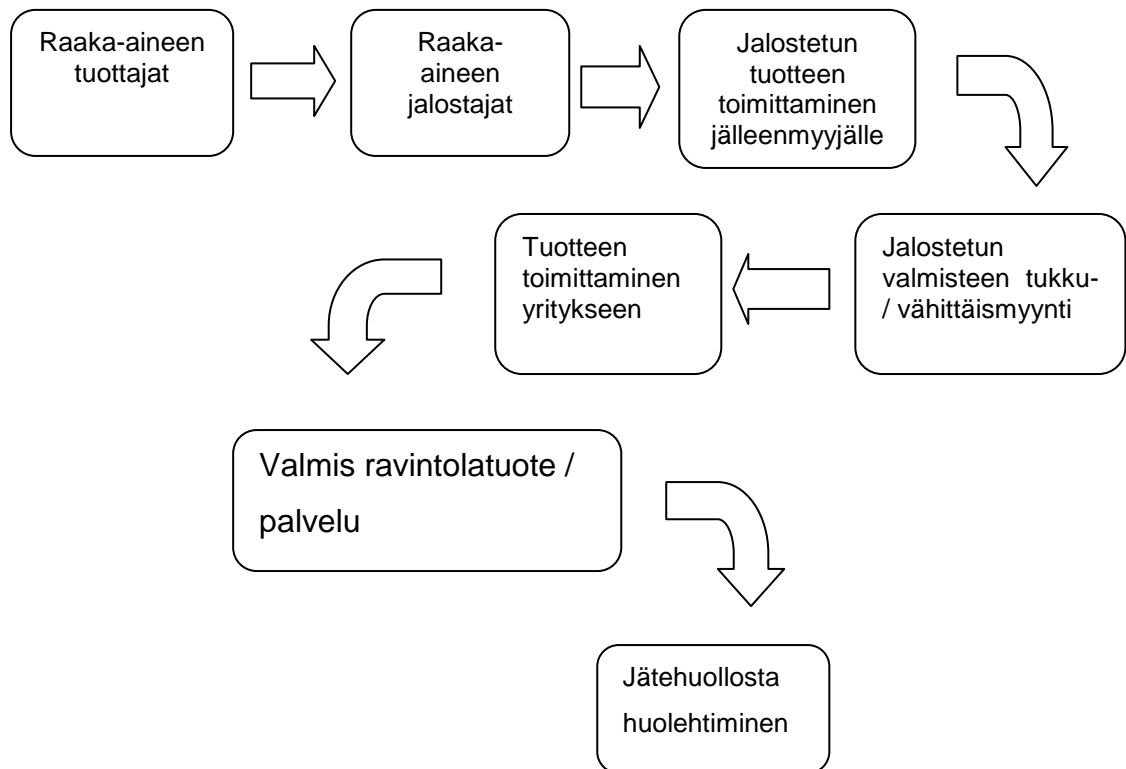 Raaka-aineen
tuottajat
Raaka-
aineen
jalostajat
Jalostetun
tuotteen
toimittaminen
jälleenmyyjälle
Jalostetun
valmisteen tukku-
/ vähittäismyynti
Tuotteen
toimittaminen
yritykseen
Valmis ravintolatuote /
palvelu
Jätehuollosta
huolehtiminen